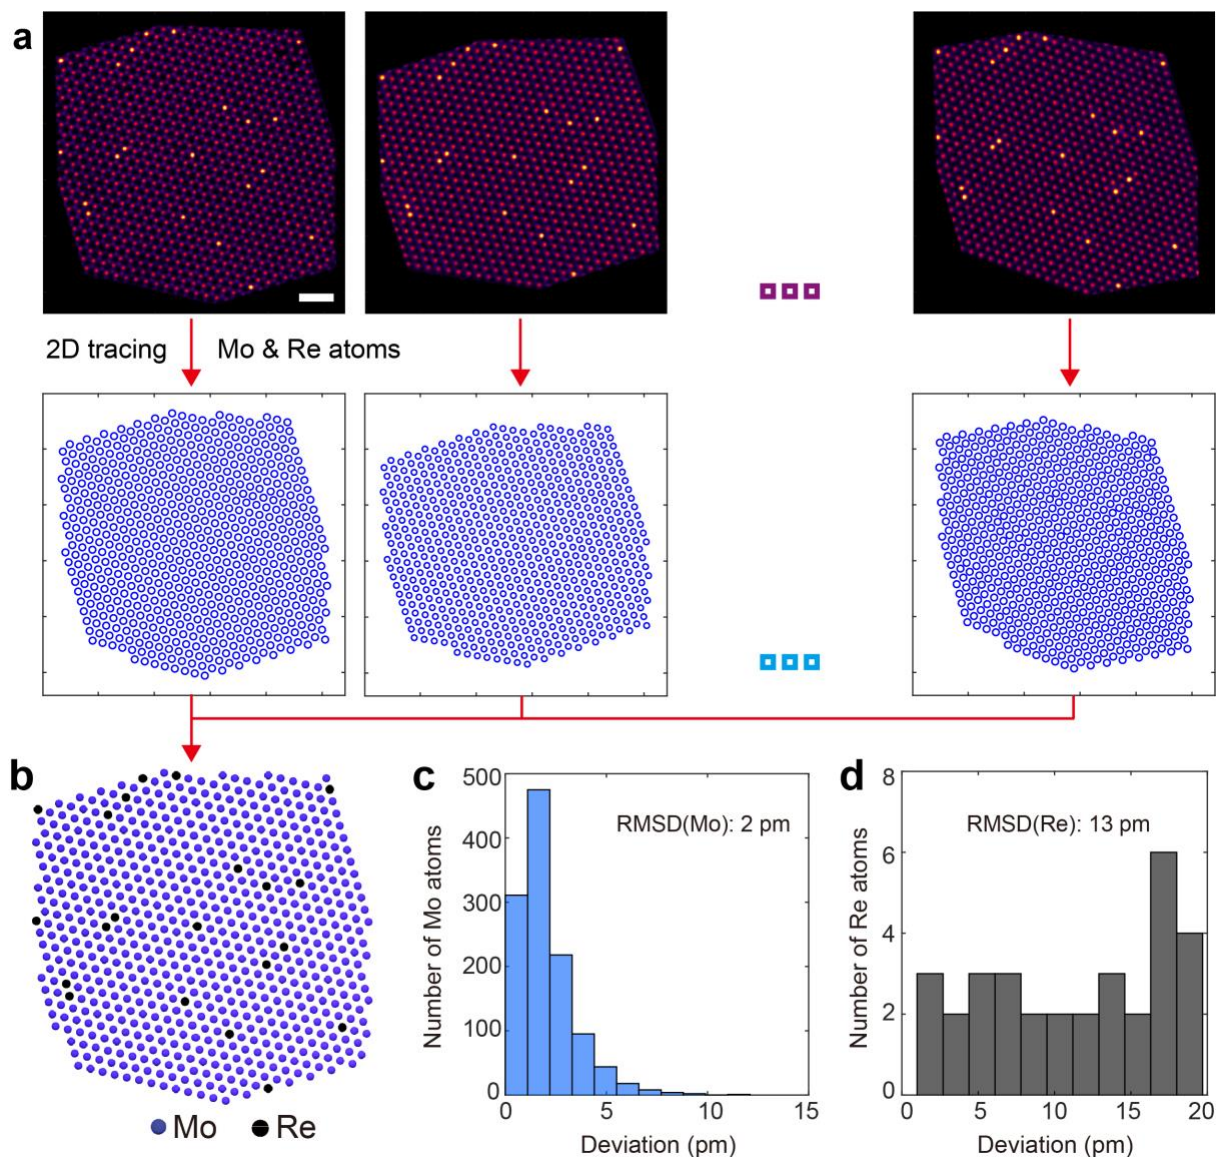 a
2D tracing Mo & Re atoms
b
Mo Re
c
500
400
300
200
100
0
0 5 10 15
Number of Mo atoms
Deviation (pm)
RMSD(Mo): 2 pm
d
8
6
4
2
0
0 5 10 15 20
Number of Re atoms
Deviation (pm)
RMSD(Re): 13 pm